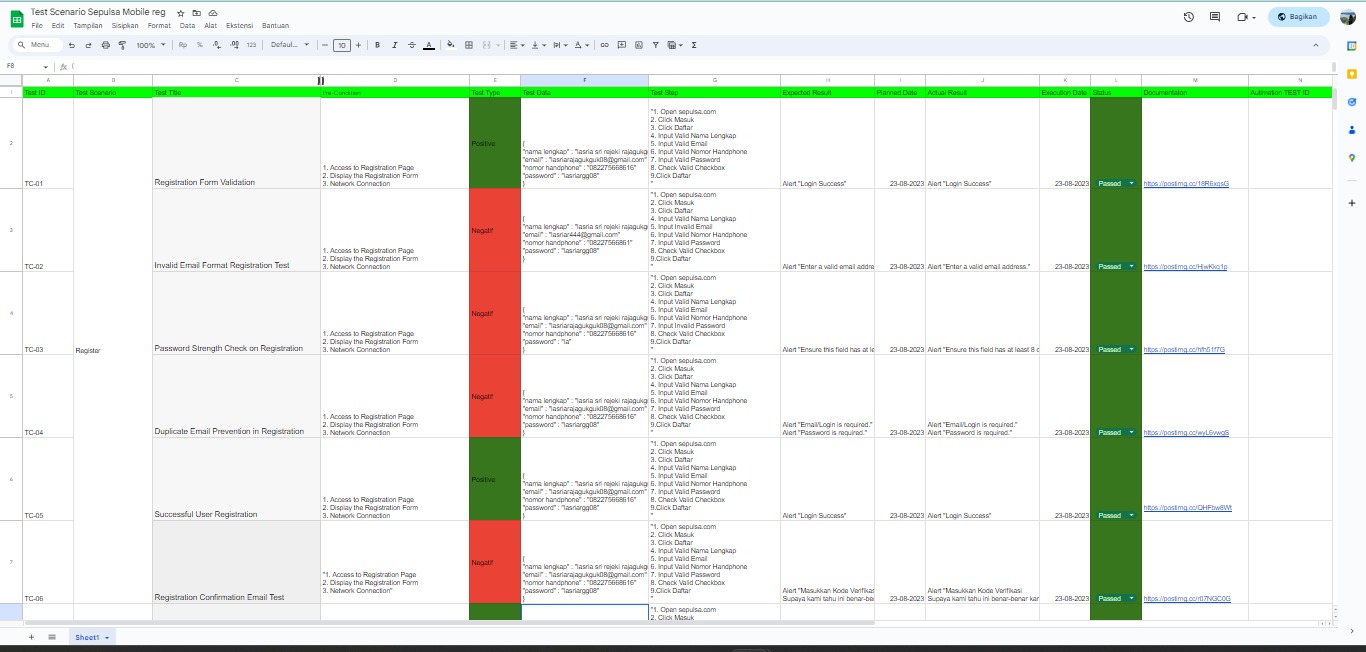 Test Scenario Sepulsa Mobile reg
File Edit Tampilan Sisipkan Format Data Alat Ekstensi Bantuan
Bagikan
Menu 100% Rp % .0 .00 123 Defaul... 10 B I A
F8 fx {
A B C D E F G H I J K L M N
1 Test ID Test Scenario Test Title Pre-Condition Test Type Test Data Test Step Expected Result Planned Date Actual Result Execution Date Status Documentaiton Autimation TEST ID
Register
2
TC-01
Registration Form Validation
1. Access to Registration Page
2. Display the Registration Form
3. Network Connection
Positive
{
"nama lengkap" : "lasria sri rejeki rajagukg
"email" : "lasriarajagukguk08@gmail.com"
"nomor handphone" : "082275668616"
"password" : "lasriargg08"
}
"1. Open sepulsa.com
2. Click Masuk
3. Click Daftar
4. Input Valid Nama Lengkap
5. Input Valid Email
6. Input Valid Nomor Handphone
7. Input Valid Password
8. Check Valid Checkbox
9.Click Daftar
"
Alert "Login Success"
23-08-2023
Alert "Login Success"
23-08-2023
Passed
https://postimg.cc/18R6xqsG
3
TC-02
Invalid Email Format Registration Test
1. Access to Registration Page
2. Display the Registration Form
3. Network Connection
Negatif
{
"nama lengkap" : "lasria sri rejeki rajagukg
"email" : "lasriar444@gmail.com"
"nomor handphone" : "08227566861"
"password" : "lasriargg08"
}
"1. Open sepulsa.com
2. Click Masuk
3. Click Daftar
4. Input Valid Nama Lengkap
5. Input Invalid Email
6. Input Valid Nomor Handphone
7. Input Valid Password
8. Check Valid Checkbox
9.Click Daftar
"
Alert "Enter a valid email addre
23-08-2023
Alert "Enter a valid email address."
23-08-2023
Passed
https://postimg.cc/HjwKkq1p
4
TC-03
Password Strength Check on Registration
1. Access to Registration Page
2. Display the Registration Form
3. Network Connection
Negatif
{
"nama lengkap" : "lasria sri rejeki rajagukg
"email" : "lasriarajagukguk08@gmail.com"
"nomor handphone" : "082275668616"
"password" : "la"
}
"1. Open sepulsa.com
2. Click Masuk
3. Click Daftar
4. Input Valid Nama Lengkap
5. Input Valid Email
6. Input Valid Nomor Handphone
7. Input Invalid Password
8. Check Valid Checkbox
9.Click Daftar
"
Alert "Ensure this field has at le
23-08-2023
Alert "Ensure this field has at least 8 c
23-08-2023
Passed
https://postimg.cc/hfh51f7G
5
TC-04
Duplicate Email Prevention in Registration
1. Access to Registration Page
2. Display the Registration Form
3. Network Connection
Negatif
{
"nama lengkap" : "lasria sri rejeki rajagukg
"email" : "lasriarajagukguk08@gmail.com"
"nomor handphone" : "082275668616"
"password" : "lasriargg08"
}
"1. Open sepulsa.com
2. Click Masuk
3. Click Daftar
4. Input Valid Nama Lengkap
5. Input Valid Email
6. Input Valid Nomor Handphone
7. Input Valid Password
8. Check Valid Checkbox
9.Click Daftar
"
Alert "Email/Login is required."
Alert "Password is required."
23-08-2023
Alert "Email/Login is required."
Alert "Password is required."
23-08-2023
Passed
https://postimg.cc/wyL6vwgS
6
TC-05
Successful User Registration
1. Access to Registration Page
2. Display the Registration Form
3. Network Connection
Positive
{
"nama lengkap" : "lasria sri rejeki rajagukg
"email" : "lasriarajagukguk08@gmail.com"
"nomor handphone" : "082275668616"
"password" : "lasriargg08"
}
"1. Open sepulsa.com
2. Click Masuk
3. Click Daftar
4. Input Valid Nama Lengkap
5. Input Valid Email
6. Input Valid Nomor Handphone
7. Input Valid Password
8. Check Valid Checkbox
9.Click Daftar
"
Alert "Login Success"
23-08-2023
Alert "Login Success"
23-08-2023
Passed
https://postimg.cc/QHFbw8Wt
7
TC-06
Registration Confirmation Email Test
"1. Access to Registration Page
2. Display the Registration Form
3. Network Connection"
Negatif
{
"nama lengkap" : "lasria sri rejeki rajagukg
"email" : "lasriarajagukguk08@gmail.com"
"nomor handphone" : "082275668616"
"password" : "lasriargg08"
}
"1. Open sepulsa.com
2. Click Masuk
3. Click Daftar
4. Input Valid Nama Lengkap
5. Input Valid Email
6. Input Valid Nomor Handphone
7. Input Valid Password
8. Check Valid Checkbox
9.Click Daftar
"
Alert "Masukkan Kode Verifikas
Supaya kami tahu ini benar-be
23-08-2023
Alert "Masukkan Kode Verifikasi
Supaya kami tahu ini benar-benar kar
23-08-2023
Passed
https://postimg.cc/r07NGC0G
"1. Open sepulsa.com
2. Click Masuk
Sheet1